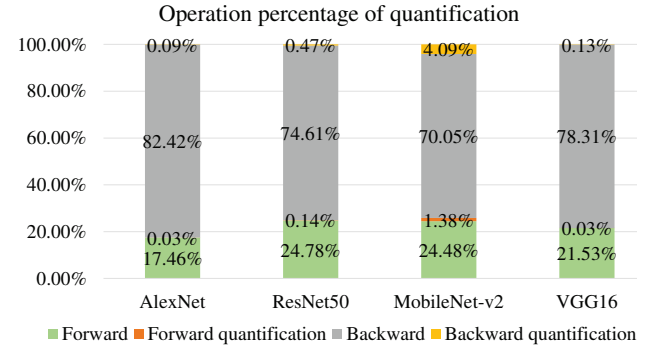 Operation percentage of quantification
100.00%
80.00%
60.00%
40.00%
20.00%
0.00%
0.09% 0.47% 4.09% 0.13%
82.42% 74.61% 70.05% 78.31%
0.03% 0.14% 1.38% 0.03%
17.46% 24.78% 24.48% 21.53%
AlexNet ResNet50 MobileNet-v2 VGG16
Forward Forward quantification Backward Backward quantification